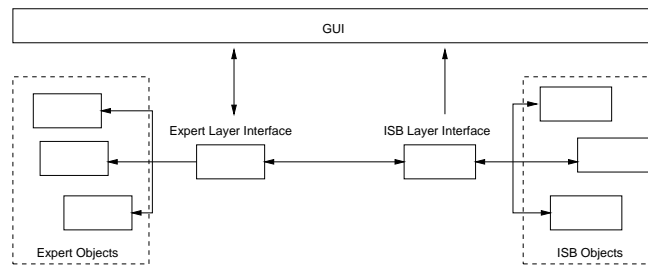 GUI
Expert Layer Interface
ISB Layer Interface
Expert Objects
ISB Objects